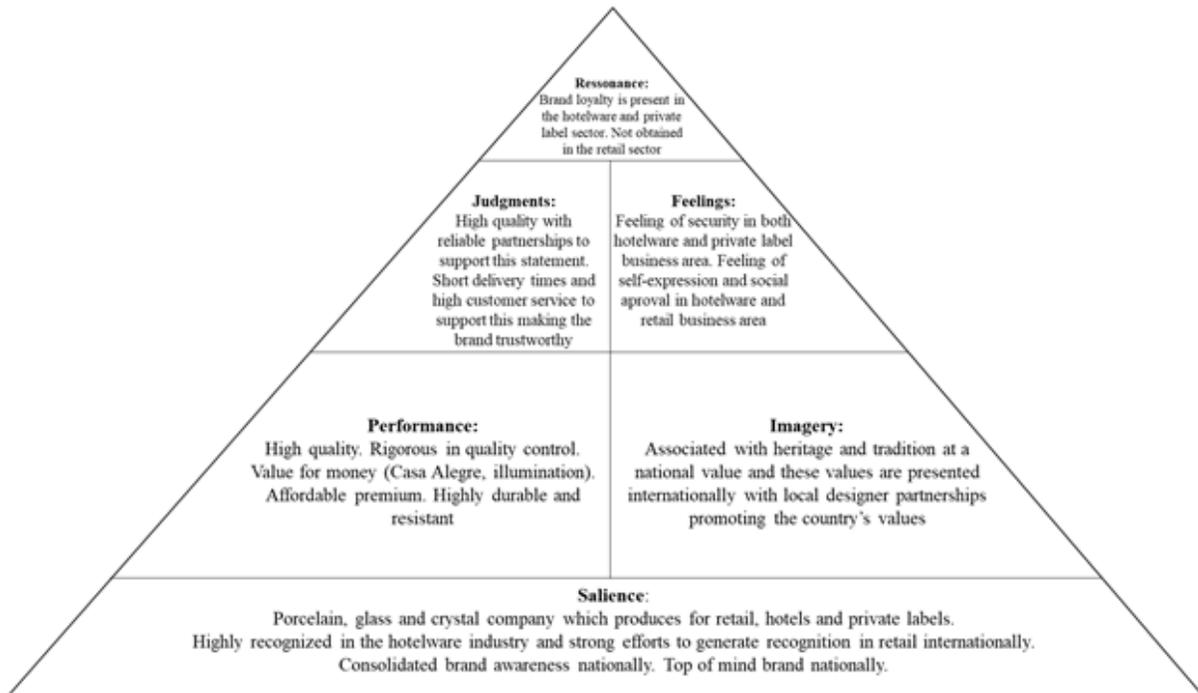 Ressonance:
Brand loyalty is present in
the hotelware and private
label sector. Not obtained
in the retail sector
Judgments:
High quality with
reliable partnerships to
support this statement.
Short delivery times and
high customer service to
support this making the
brand trustworthy
Feelings:
Feeling of security in both
hotelware and private label
business area. Feeling of
self-expression and social
aproval in hotelware and
retail business area
Performance:
High quality. Rigorous in quality control.
Value for money (Casa Alegre, illumination).
Affordable premium. Highly durable and
resistant
Imagery:
Associated with heritage and tradition at a
national value and these values are presented
internationally with local designer partnerships
promoting the country's values
Salience:
Porcelain, glass and crystal company which produces for retail, hotels and private labels.
Highly recognized in the hotelware industry and strong efforts to generate recognition in retail internationally.
Consolidated brand awareness nationally. Top of mind brand nationally.